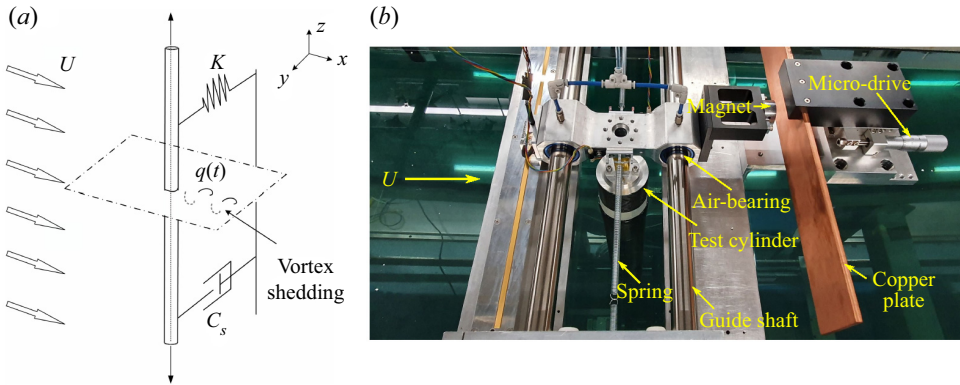 (a)
U
K
z
y
x
q(t)
Vortex
shedding
C_s
(b)
Micro-drive
Magnet
U
Air-bearing
Test cylinder
Copper
plate
Spring
Guide shaft